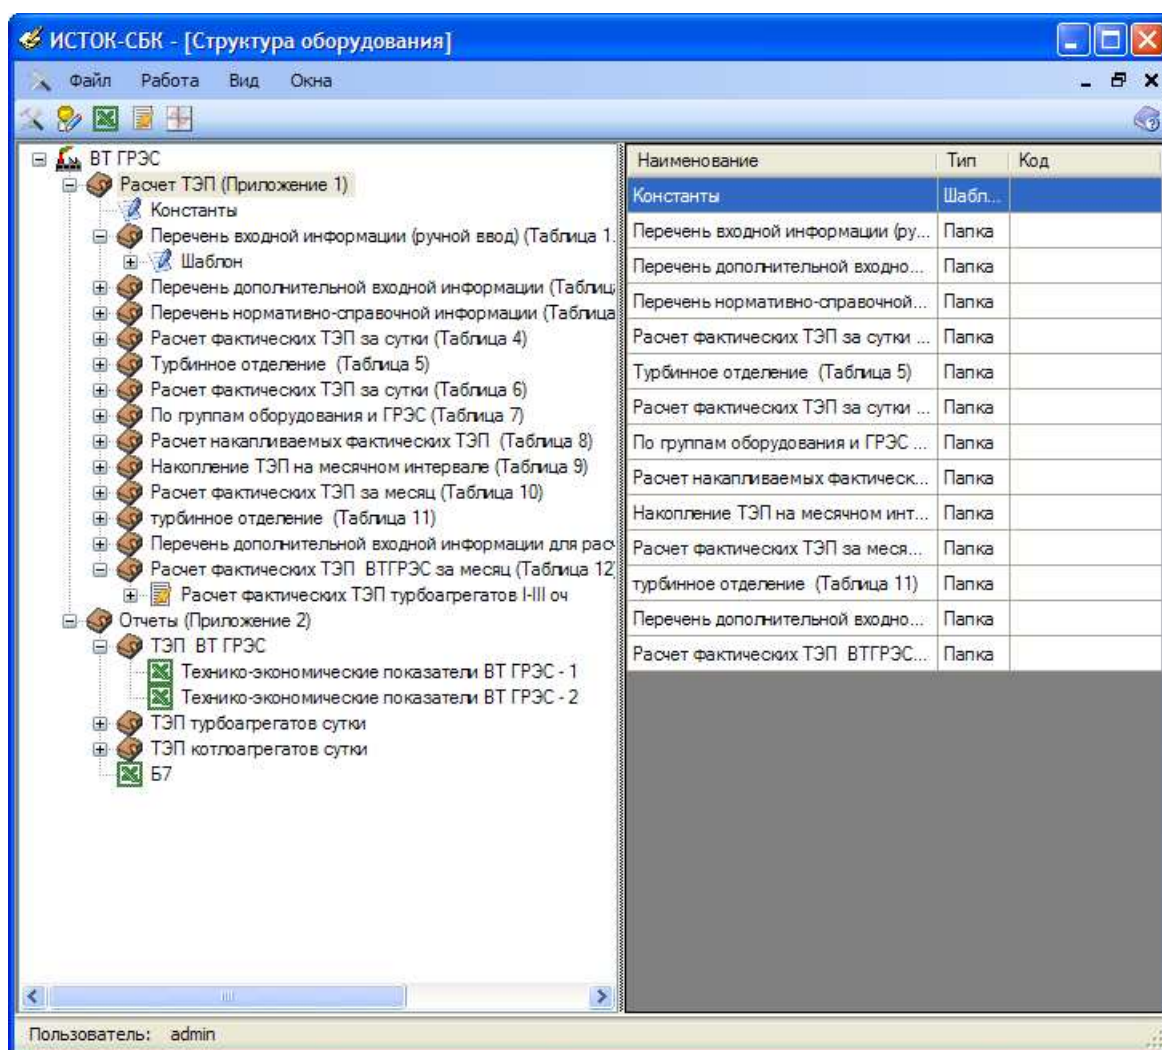 ИСТОК-СБК - [Структура оборудования]
Файл Работа Вид Окна
ВТ ГРЭС
Расчет ТЭП (Приложение 1)
Константы
Перечень входной информации (ручной ввод) (Таблица 1.
Шаблон
Перечень дополнительной входной информации (Таблиц
Перечень нормативно-справочной информации (Таблица
Расчет фактических ТЭП за сутки (Таблица 4)
Турбинное отделение (Таблица 5)
Расчет фактических ТЭП за сутки (Таблица 6)
По группам оборудования и ГРЭС (Таблица 7)
Расчет накапливаемых фактических ТЭП (Таблица 8)
Накопление ТЭП на месячном интервале (Таблица 9)
Расчет фактических ТЭП за месяц (Таблица 10)
турбинное отделение (Таблица 11)
Перечень дополнительной входной информации для рас
Расчет фактических ТЭП ВТГРЭС за месяц (Таблица 12)
Расчет фактических ТЭП турбоагрегатов I-III оч
Отчеты (Приложение 2)
ТЭП ВТ ГРЭС
Технико-экономические показатели ВТ ГРЭС - 1
Технико-экономические показатели ВТ ГРЭС - 2
ТЭП турбоагрегатов сутки
ТЭП котлоагрегатов сутки
Б7
Наименование Тип Код
Константы Шабл...
Перечень входной информации (ру... Папка
Перечень дополнительной входно... Папка
Перечень нормативно-справочной... Папка
Расчет фактических ТЭП за сутки ... Папка
Турбинное отделение (Таблица 5) Папка
Расчет фактических ТЭП за сутки ... Папка
По группам оборудования и ГРЭС ... Папка
Расчет накапливаемых фактическ... Папка
Накопление ТЭП на месячном инт... Папка
Расчет фактических ТЭП за меся... Папка
турбинное отделение (Таблица 11) Папка
Перечень дополнительной входно... Папка
Расчет фактических ТЭП ВТГРЭС... Папка
Пользователь: admin